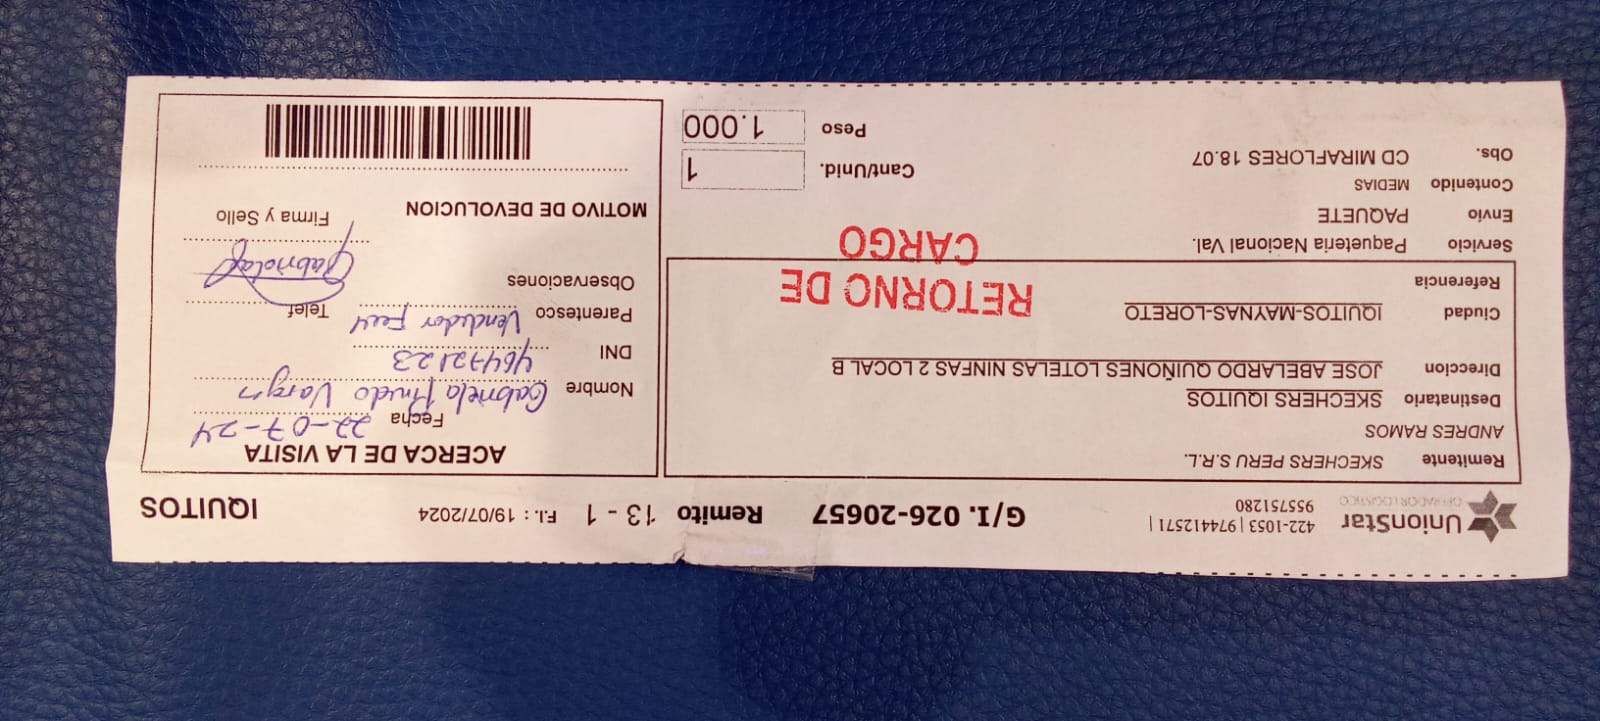 UnionStar
OPERADOR LOGISTICO
422-1053 | 974412571 |
955751280
G/I. 026-20657
Remito 13 - 1
F.I.: 19/07/2024
IQUITOS
Remitente SKECHERS PERU S.R.L.
ANDRES RAMOS
Destinatario SKECHERS IQUITOS
Direccion JOSE ABELARDO QUIÑONES LOTELAS NINFAS 2 LOCAL B
Ciudad IQUITOS-MAYNAS-LORETO
Referencia
RETORNO DE
CARGO
Servicio Paqueteria Nacional Val.
Envio PAQUETE
Contenido MEDIAS
Obs. CD MIRAFLORES 18.07
Cant/Unid. 1
Peso 1.000
ACERCA DE LA VISITA
Fecha 22-07-24
Nombre Gabriela Vargas
DNI 46472123
Parentesco Vendedor
Telef
Observaciones
Gabriela
Firma y Sello
MOTIVO DE DEVOLUCION